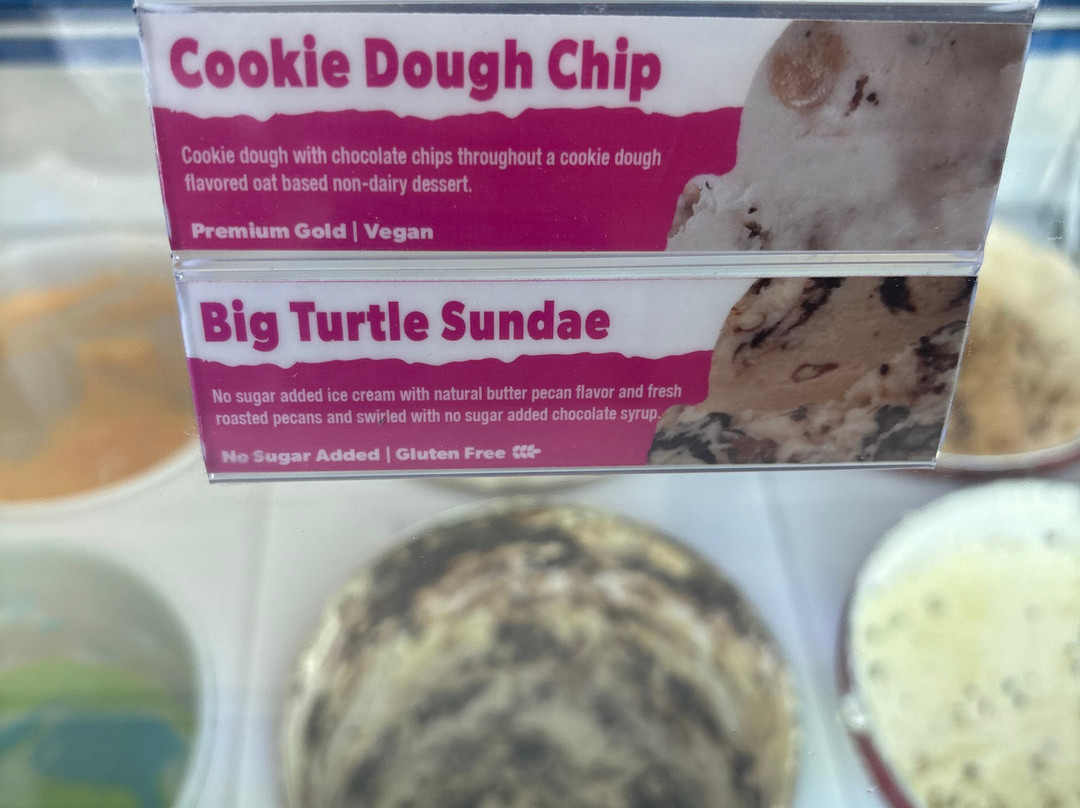 Cookie Dough Chip
Cookie dough with chocolate chips throughout a cookie dough
flavored oat based non-dairy dessert.
Premium Gold | Vegan
Big Turtle Sundae
No sugar added ice cream with natural butter pecan flavor and fresh
roasted pecans and swirled with no sugar added chocolate syrup.
No Sugar Added | Gluten Free